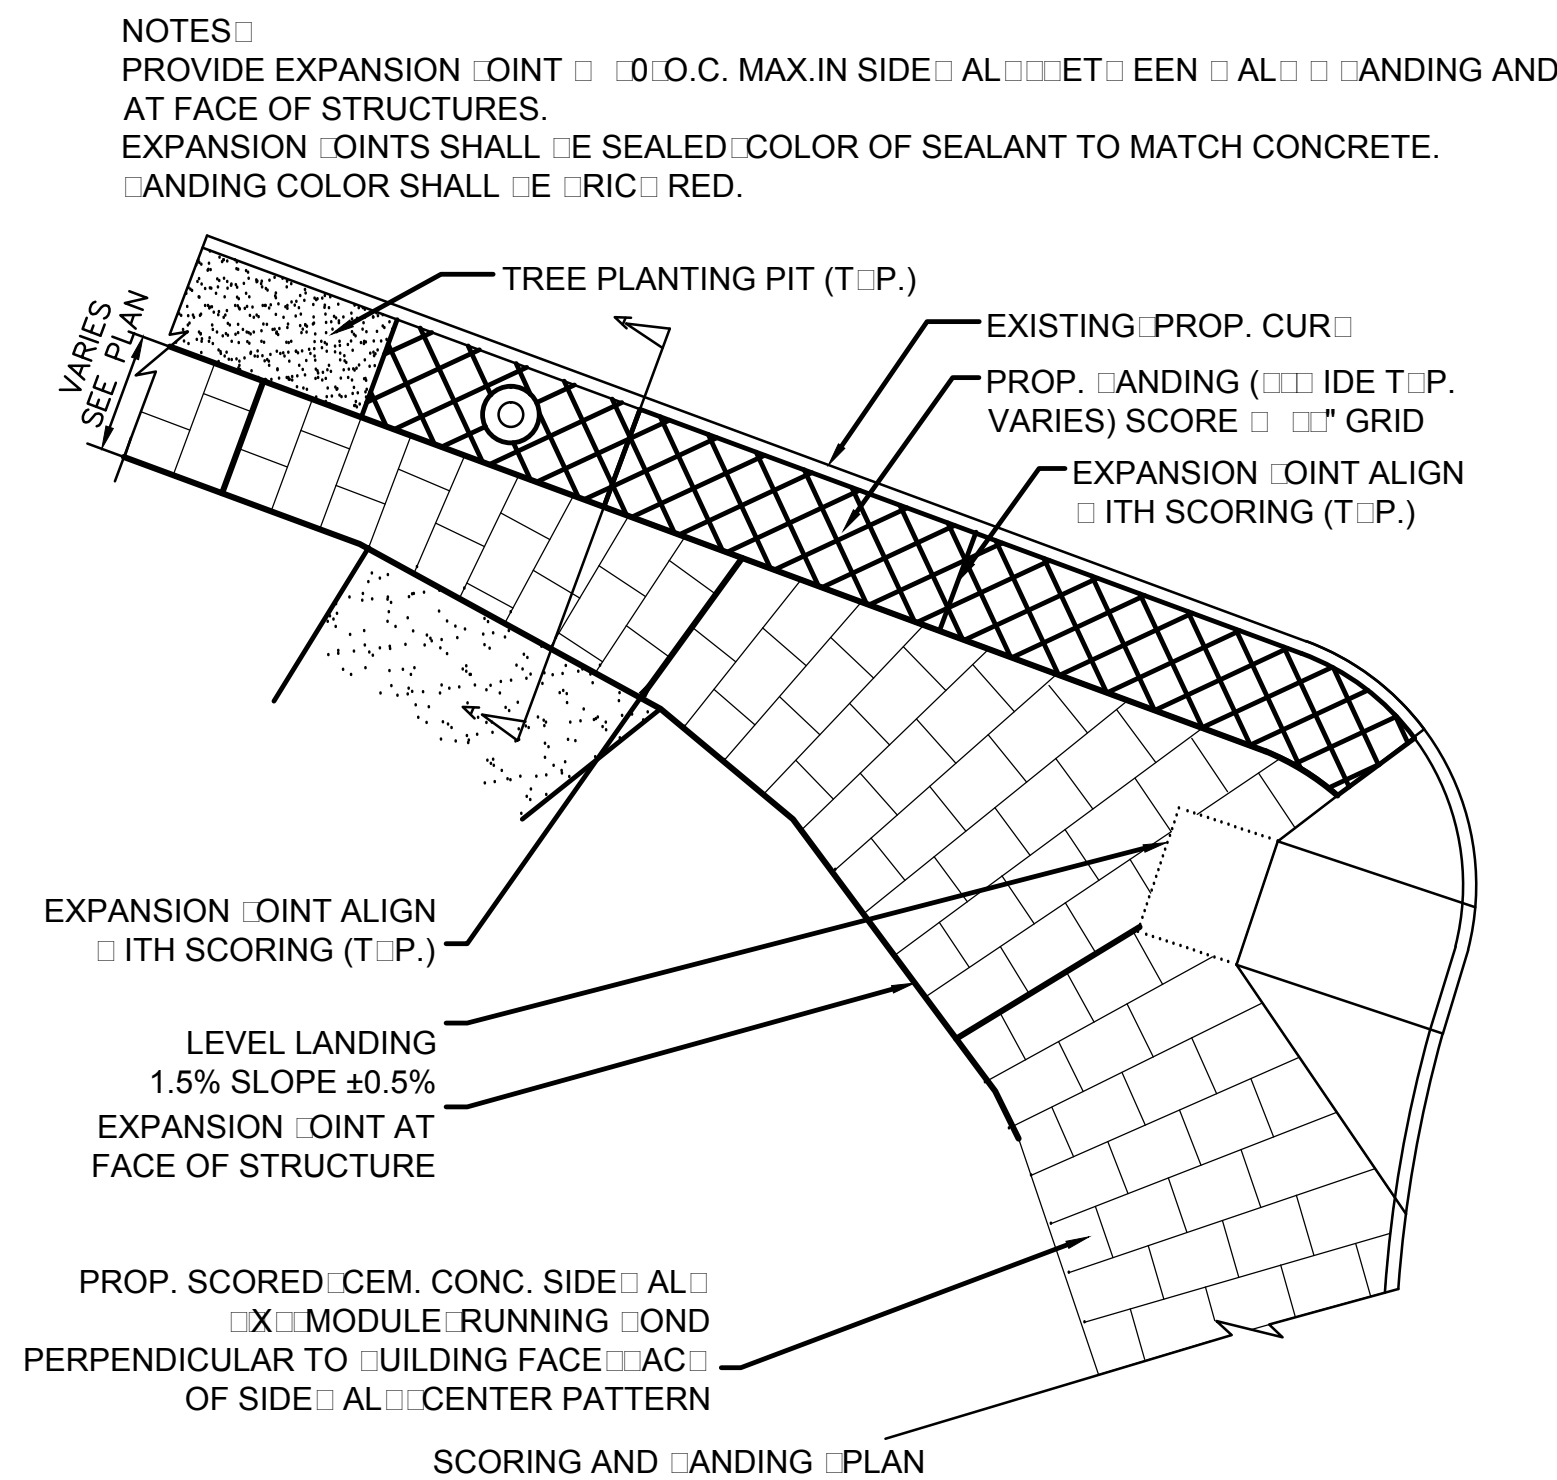 NOTES□
PROVIDE EXPANSION □OINT □ □0□O.C. MAX.IN SIDE□ AL□□□ET□ EEN □ AL□ □ □ANDING AND
AT FACE OF STRUCTURES.
EXPANSION □OINTS SHALL □E SEALED□COLOR OF SEALANT TO MATCH CONCRETE.
□ANDING COLOR SHALL □E □RIC□ RED.
TREE PLANTING PIT (T□P.)
VARIES
SEE PLAN
A
EXISTING□PROP. CUR□
PROP. □ANDING (□□□ IDE T□P.
VARIES) SCORE □ □□" GRID
EXPANSION □OINT ALIGN
□ ITH SCORING (T□P.)
A
EXPANSION □OINT ALIGN
□ ITH SCORING (T□P.)
LEVEL LANDING
1.5% SLOPE ±0.5%
EXPANSION □OINT AT
FACE OF STRUCTURE
PROP. SCORED□CEM. CONC. SIDE□ AL□
□□X□□MODULE□RUNNING □OND
PERPENDICULAR TO □UILDING FACE□□AC□
OF SIDE□ AL□□CENTER PATTERN
SCORING AND □ANDING □PLAN